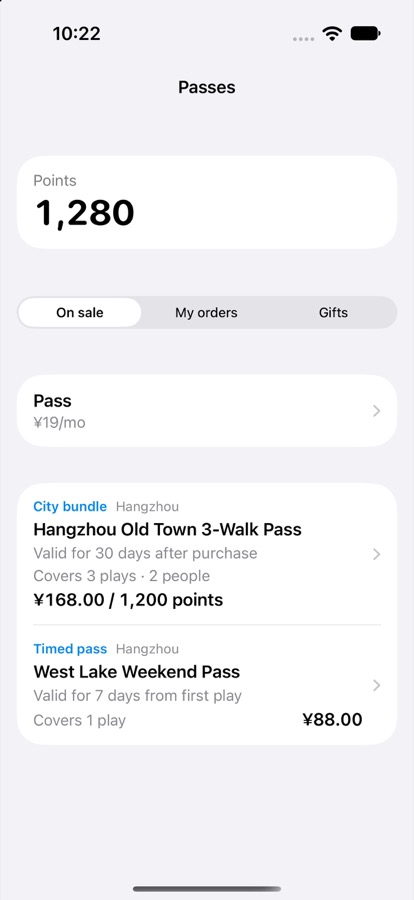 10:22
Passes
Points
1,280
On sale My orders Gifts
Pass
¥19/mo
City bundle Hangzhou
Hangzhou Old Town 3-Walk Pass
Valid for 30 days after purchase
Covers 3 plays · 2 people
¥168.00 / 1,200 points
Timed pass Hangzhou
West Lake Weekend Pass
Valid for 7 days from first play
Covers 1 play ¥88.00